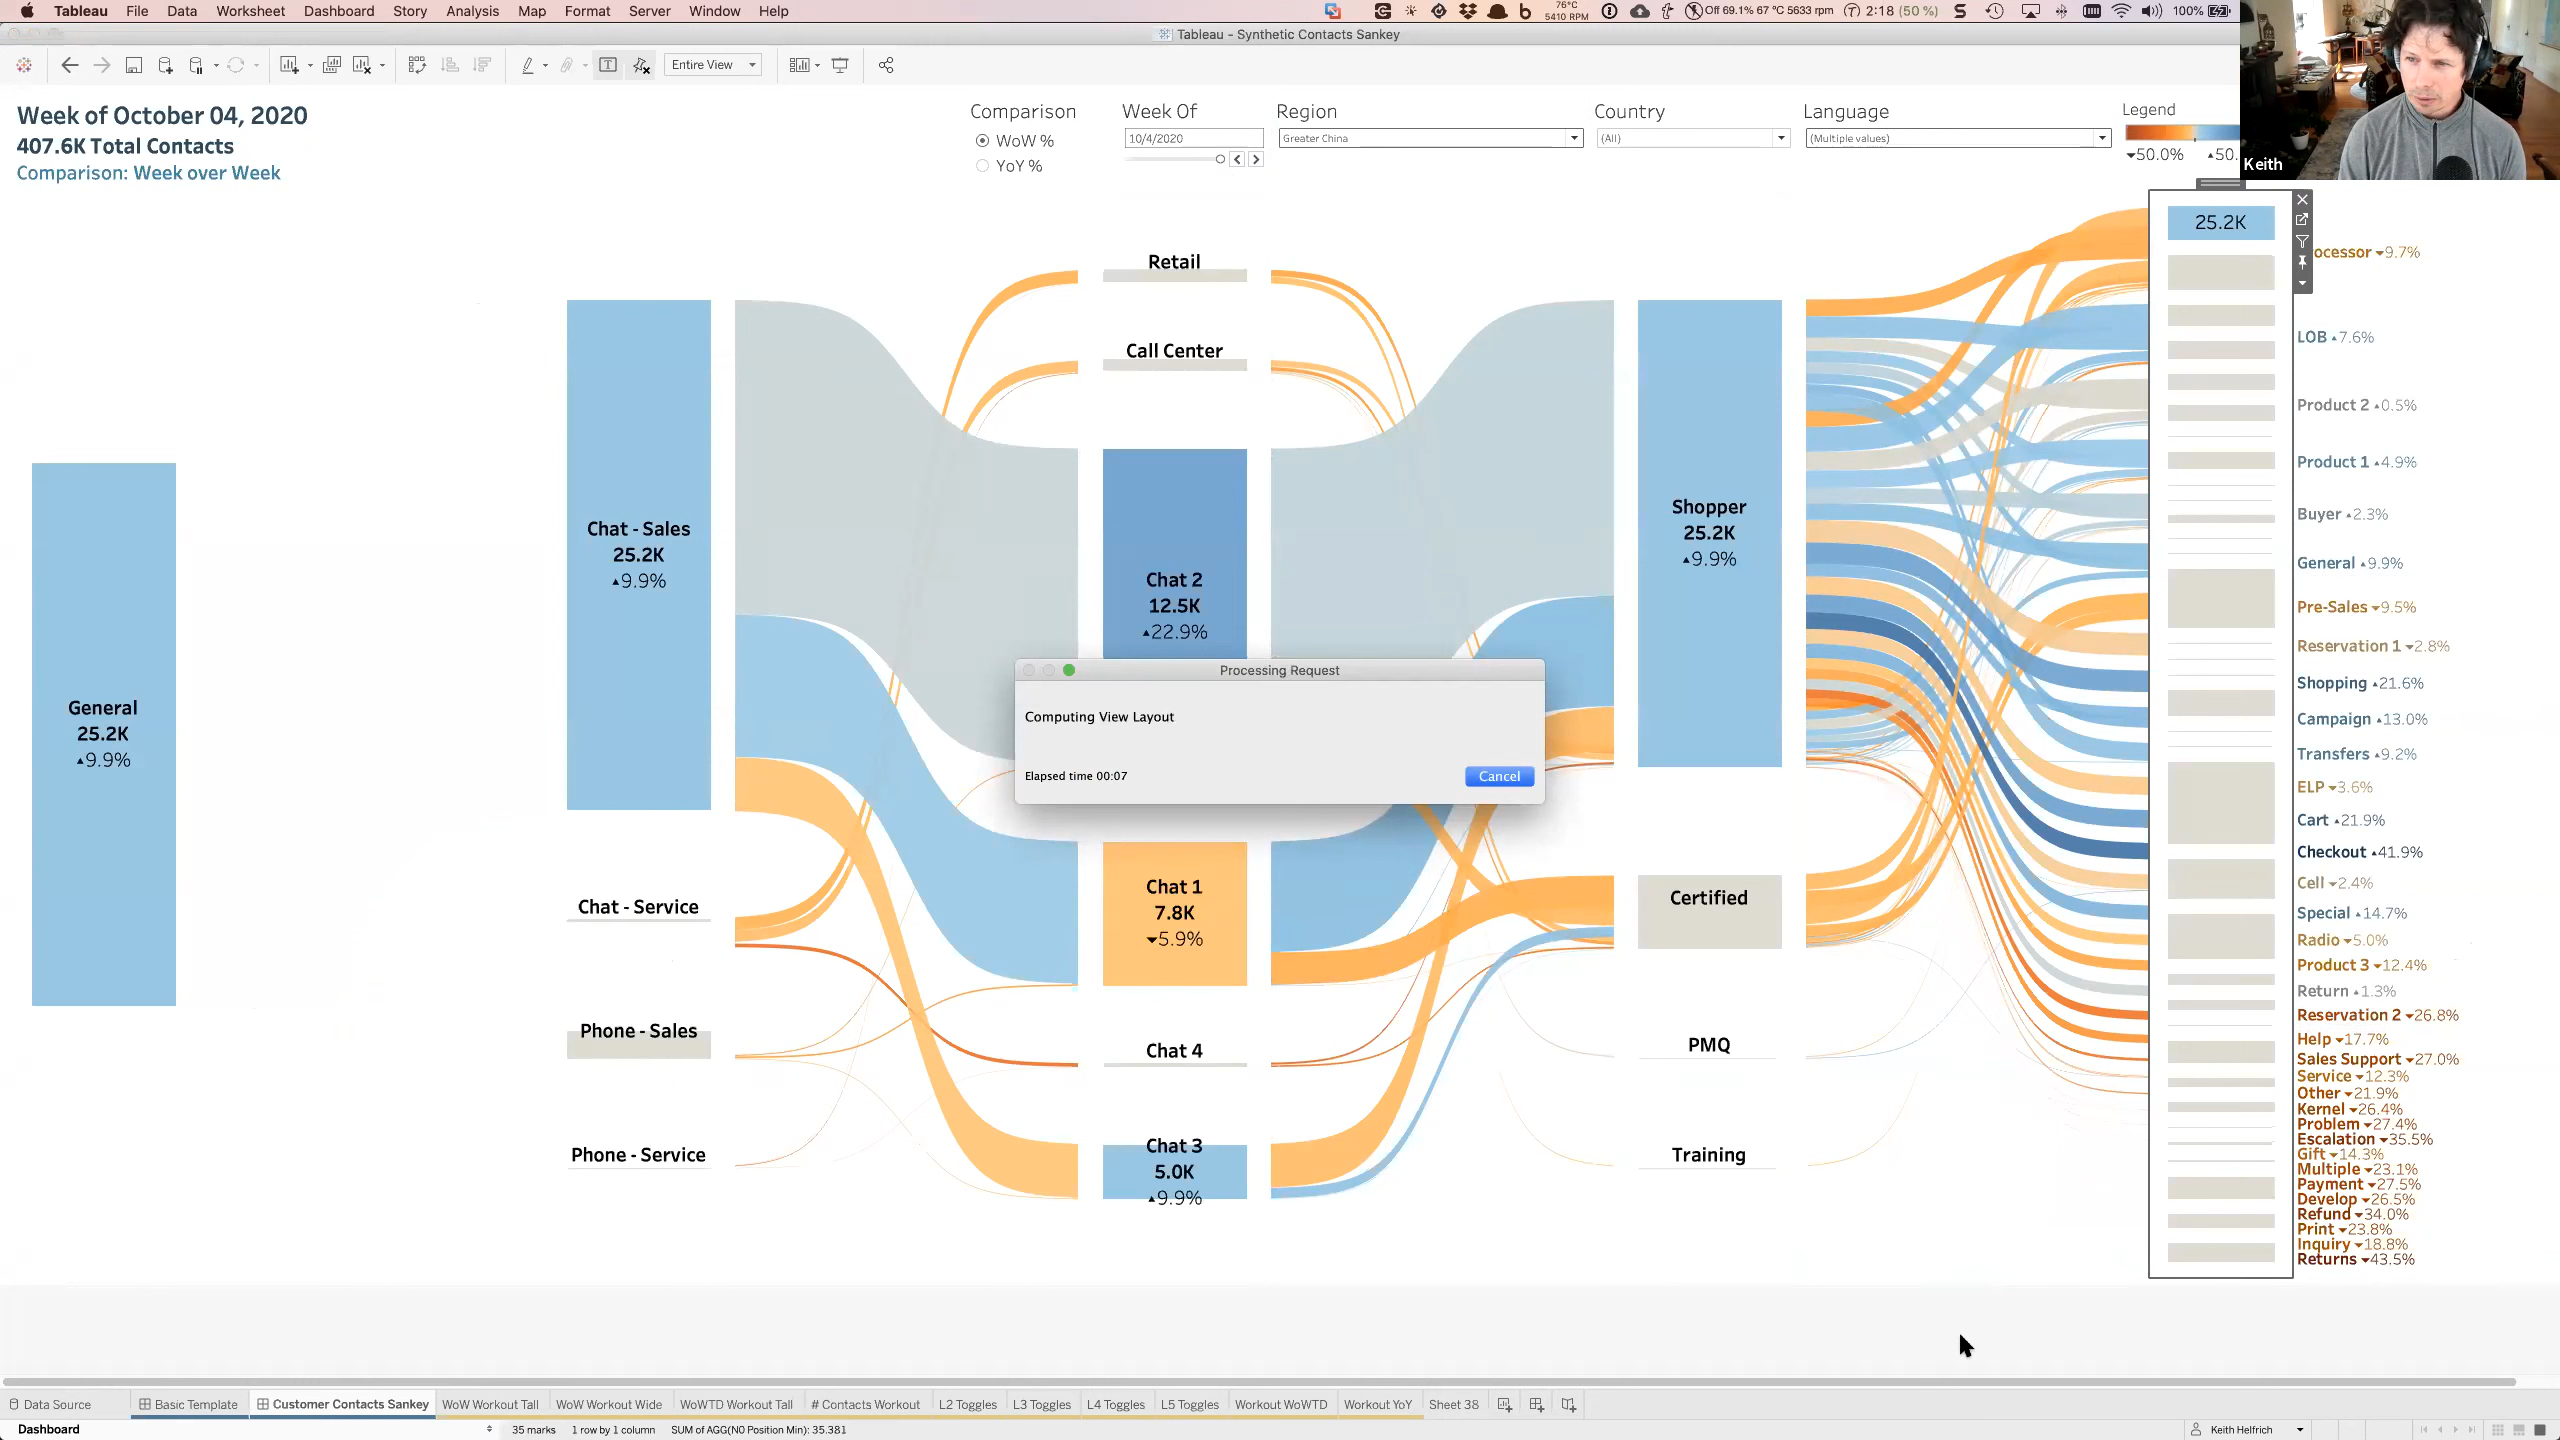 Tableau File Data Worksheet Dashboard Story Analysis Map Format Server Window Help
76°C
5410 RPM
Off 69.1% 67 °C 5633 rpm
2:18 (50 %)
100%
Tableau - Synthetic Contacts Sankey
Entire View
Week of October 04, 2020
407.6K Total Contacts
Comparison: Week over Week
Comparison
WoW %
YoY %
Week Of
10/4/2020
Region
Greater China
Country
(All)
Language
(Multiple values)
Legend
▼50.0% ▲50.
Keith
General
25.2K
▲9.9%
Chat - Sales
25.2K
▲9.9%
Chat - Service
Phone - Sales
Phone - Service
Retail
Call Center
Chat 2
12.5K
▲22.9%
Chat 1
7.8K
▼5.9%
Chat 4
Chat 3
5.0K
▲9.9%
Processing Request
Computing View Layout
Elapsed time 00:07
Cancel
Shopper
25.2K
▲9.9%
Certified
PMQ
Training
25.2K
ocessor ▼9.7%
LOB ▲7.6%
Product 2 ▲0.5%
Product 1 ▲4.9%
Buyer ▲2.3%
General ▲9.9%
Pre-Sales ▼9.5%
Reservation 1 ▼2.8%
Shopping ▲21.6%
Campaign ▲13.0%
Transfers ▲9.2%
ELP ▼3.6%
Cart ▲21.9%
Checkout ▲41.9%
Cell ▼2.4%
Special ▲14.7%
Radio ▼5.0%
Product 3 ▼12.4%
Return ▲1.3%
Reservation 2 ▼26.8%
Help ▼17.7%
Sales Support ▼27.0%
Service ▼12.3%
Other ▼21.9%
Kernel ▼26.4%
Problem ▼27.4%
Escalation ▼35.5%
Gift ▼14.3%
Multiple ▼23.1%
Payment ▼27.5%
Develop ▼26.5%
Refund ▼34.0%
Print ▼23.8%
Inquiry ▼18.8%
Returns ▼43.5%
Data Source Basic Template Customer Contacts Sankey WoW Workout Tall WoW Workout Wide WoWTD Workout Tall # Contacts Workout L2 Toggles L3 Toggles L4 Toggles L5 Toggles Workout WoWTD Workout YoY Sheet 38
Dashboard 35 marks 1 row by 1 column SUM of AGG(N0 Position Min): 35.381 Keith Helfrich